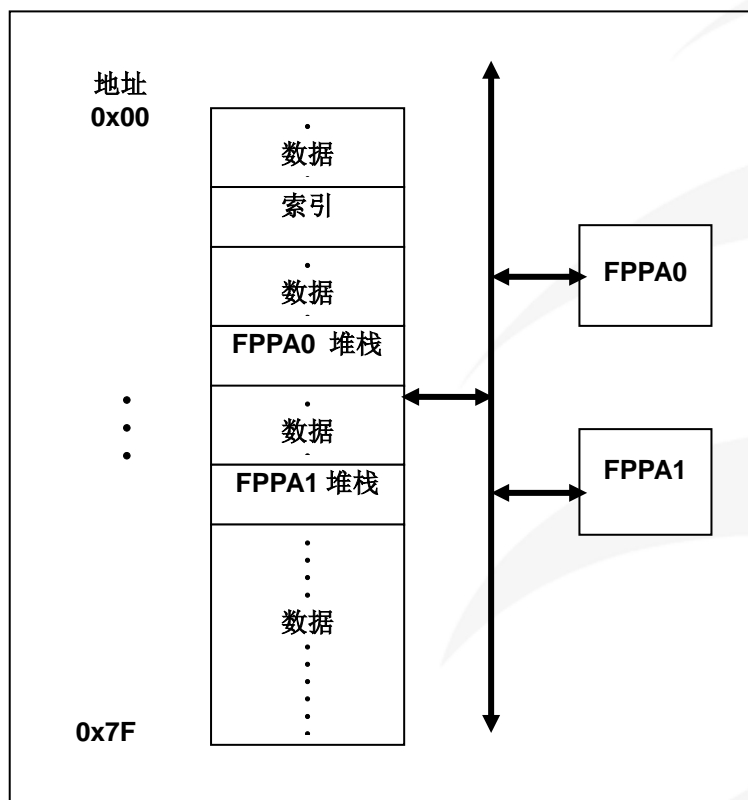 地址
0x00
数据
索引
数据
FPPA0 堆栈
数据
FPPA1 堆栈
数据
0x7F
FPPA0
FPPA1